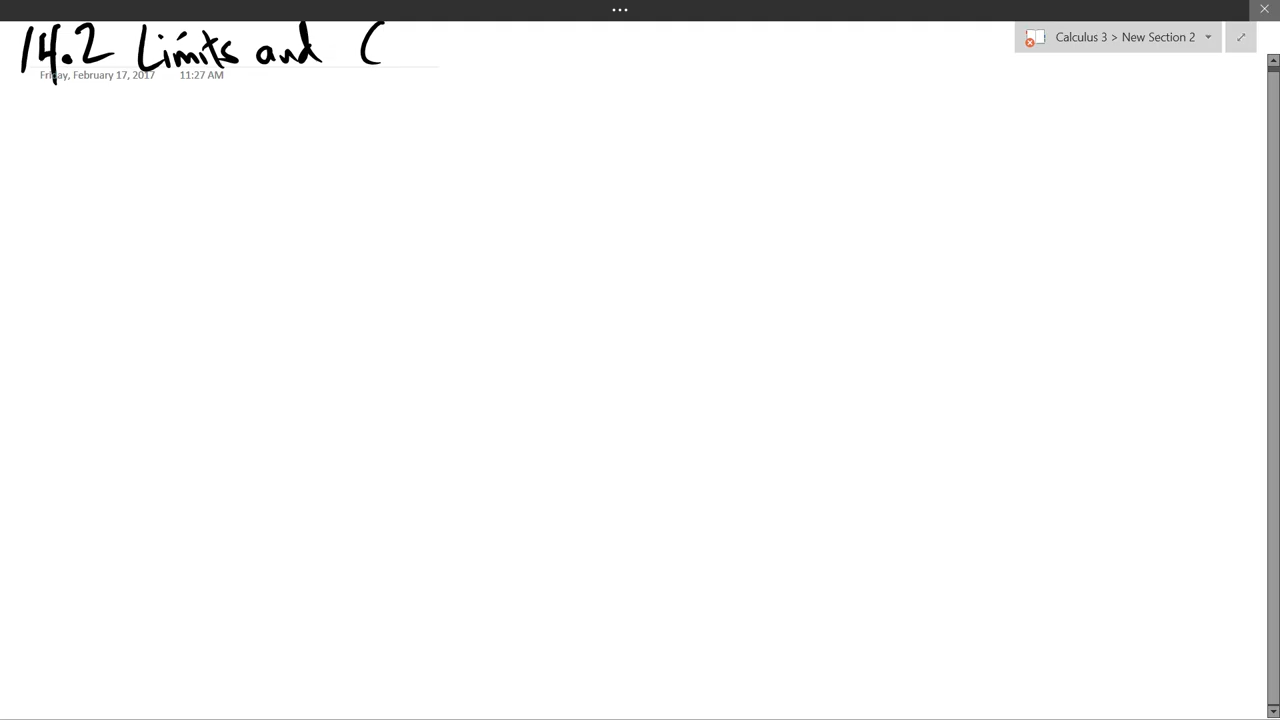 14.2 Limits and C
Calculus 3 > New Section 2
Friday, February 17, 2017 11:27 AM